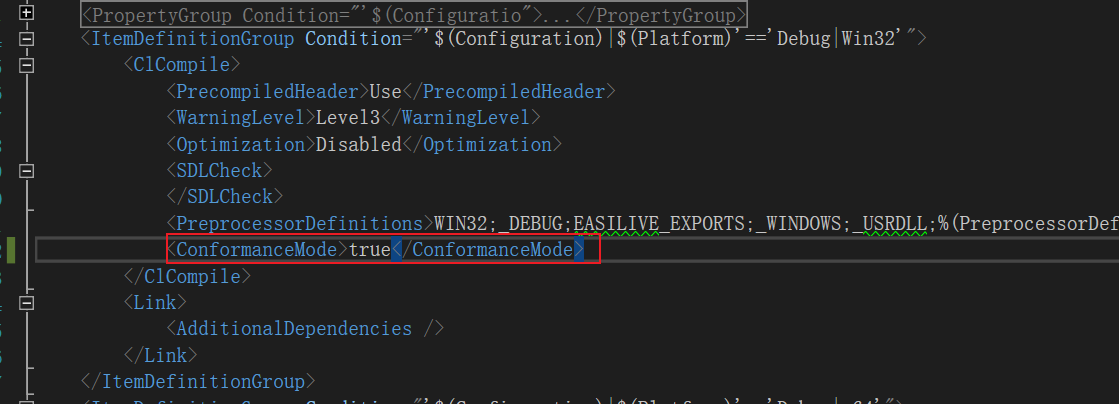 <PropertyGroup Condition="'$(Configuratio">...</PropertyGroup>
<ItemDefinitionGroup Condition="'$(Configuration)|$(Platform)'=='Debug|Win32'">
<ClCompile>
<PrecompiledHeader>Use</PrecompiledHeader>
<WarningLevel>Level3</WarningLevel>
<Optimization>Disabled</Optimization>
<SDLCheck>
</SDLCheck>
<PreprocessorDefinitions>WIN32;_DEBUG;EASILIVE_EXPORTS;_WINDOWS;_USRDLL;%(PreprocessorDef
<ConformanceMode>true</ConformanceMode>
</ClCompile>
<Link>
<AdditionalDependencies />
</Link>
</ItemDefinitionGroup>